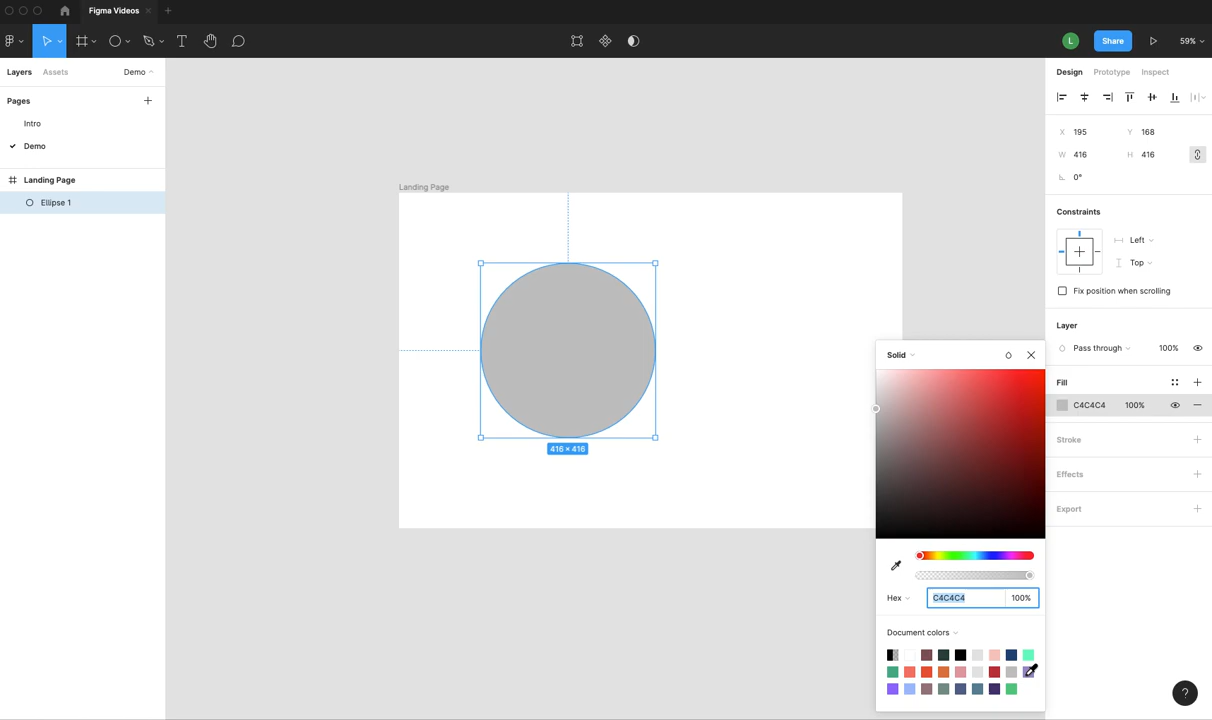 Figma Videos
L
Share
59%
Layers
Assets
Demo
Pages
Intro
Demo
Landing Page
Ellipse 1
Landing Page
416 × 416
Design
Prototype
Inspect
X 195
Y 168
W 416
H 416
0°
Constraints
Left
Top
Fix position when scrolling
Layer
Pass through
100%
Fill
C4C4C4
100%
Stroke
Effects
Export
Solid
Hex
C4C4C4
100%
Document colors
?